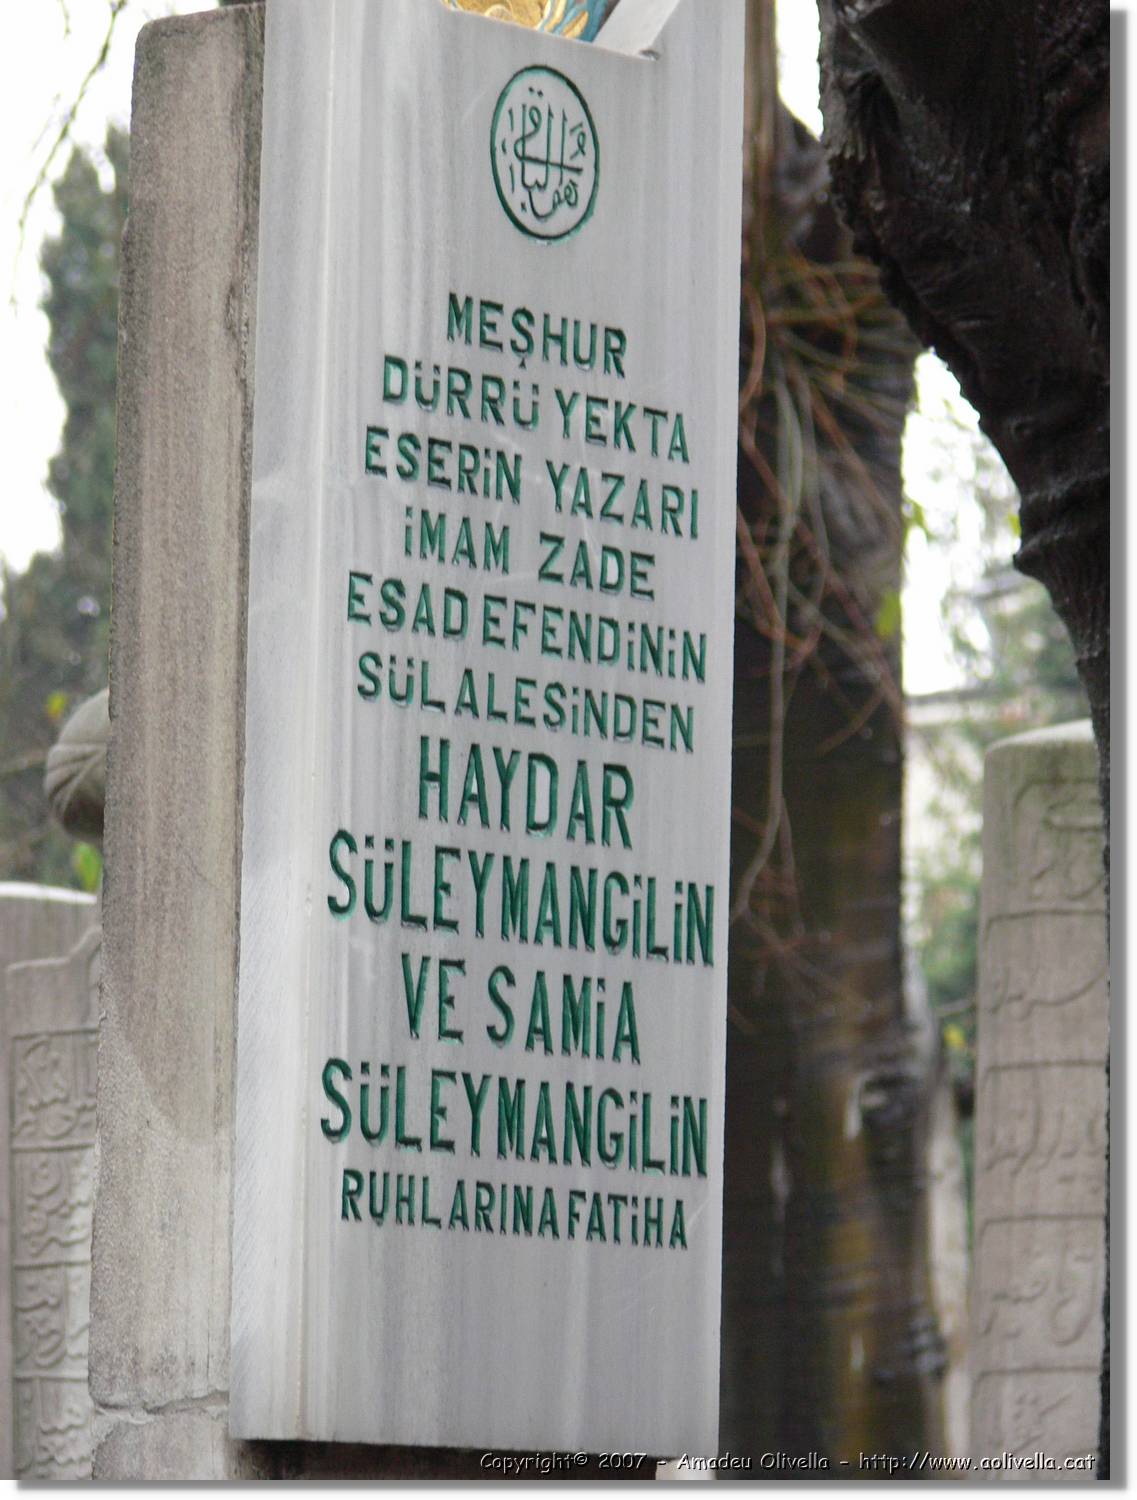 هوالباقى
MEŞHUR
DÜRRÜ YEKTA
ESERİN YAZARI
İMAM ZADE
ESAD EFENDİNİN
SÜLALESİNDEN
HAYDAR
SÜLEYMANGİLİN
VE SAMİA
SÜLEYMANGİLİN
RUHLARINA FATİHA
Copyright© 2007 - Amadeu Olivella - http://www.aolivella.cat